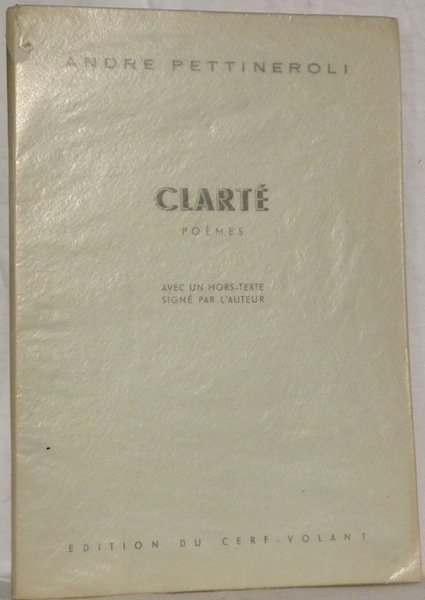 ANDRE PETTINEROLI
CLARTÉ
POÈMES
AVEC UN HORS-TEXTE
SIGNÉ PAR L'AUTEUR
EDITION DU CERF-VOLANT